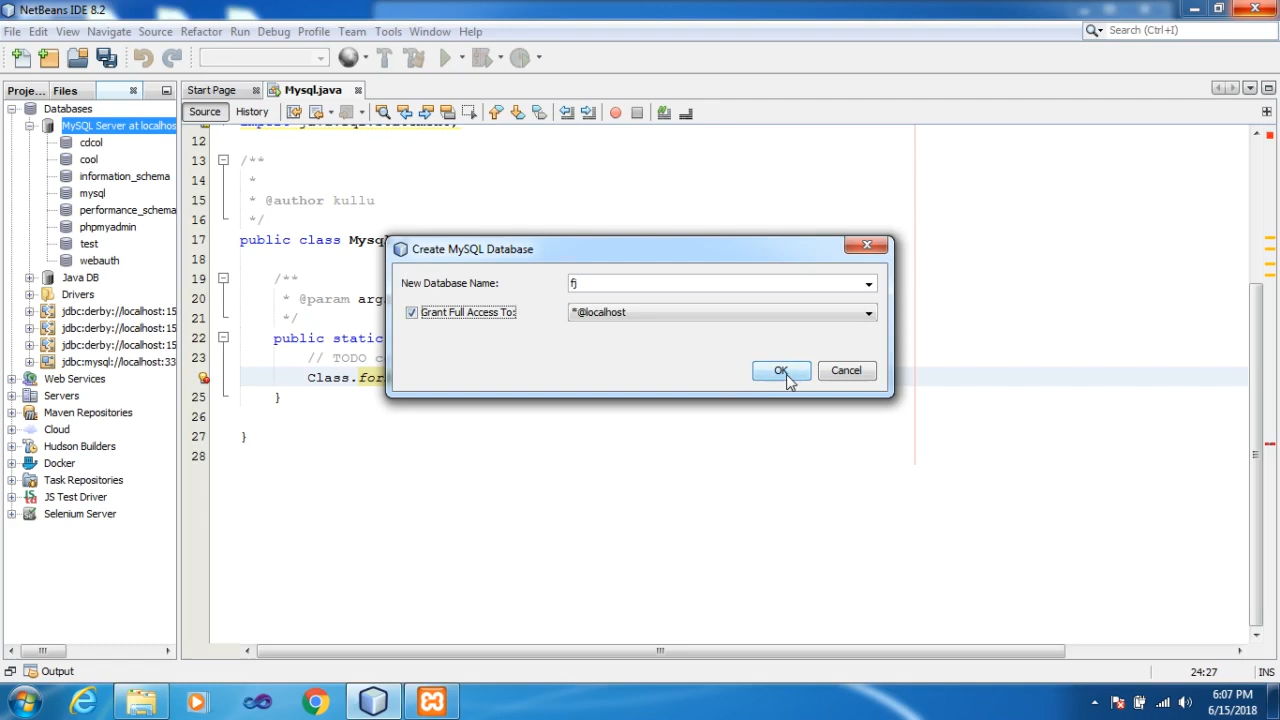 NetBeans IDE 8.2
File Edit View Navigate Source Refactor Run Debug Profile Team Tools Window Help
Search (Ctrl+I)
Proje... Files
Start Page
Mysql.java
Source
History
Databases
MySQL Server at localhos
cdcol
cool
information_schema
mysql
performance_schema
phpmyadmin
test
webauth
Java DB
Drivers
jdbc:derby://localhost:15
jdbc:derby://localhost:15
jdbc:derby://localhost:15
jdbc:mysql://localhost:33
Web Services
Servers
Maven Repositories
Cloud
Hudson Builders
Docker
Task Repositories
JS Test Driver
Selenium Server
12
13 /**
14 *
15 * @author kullu
16 */
17 public class Mysql
18
19 /**
20 * @param arg
21 */
22 public static
23 // TODO c
Class.for
25 }
26
27 }
28
Create MySQL Database
New Database Name: fj
Grant Full Access To: *@localhost
OK
Cancel
Output
24:27 INS
6:07 PM
6/15/2018